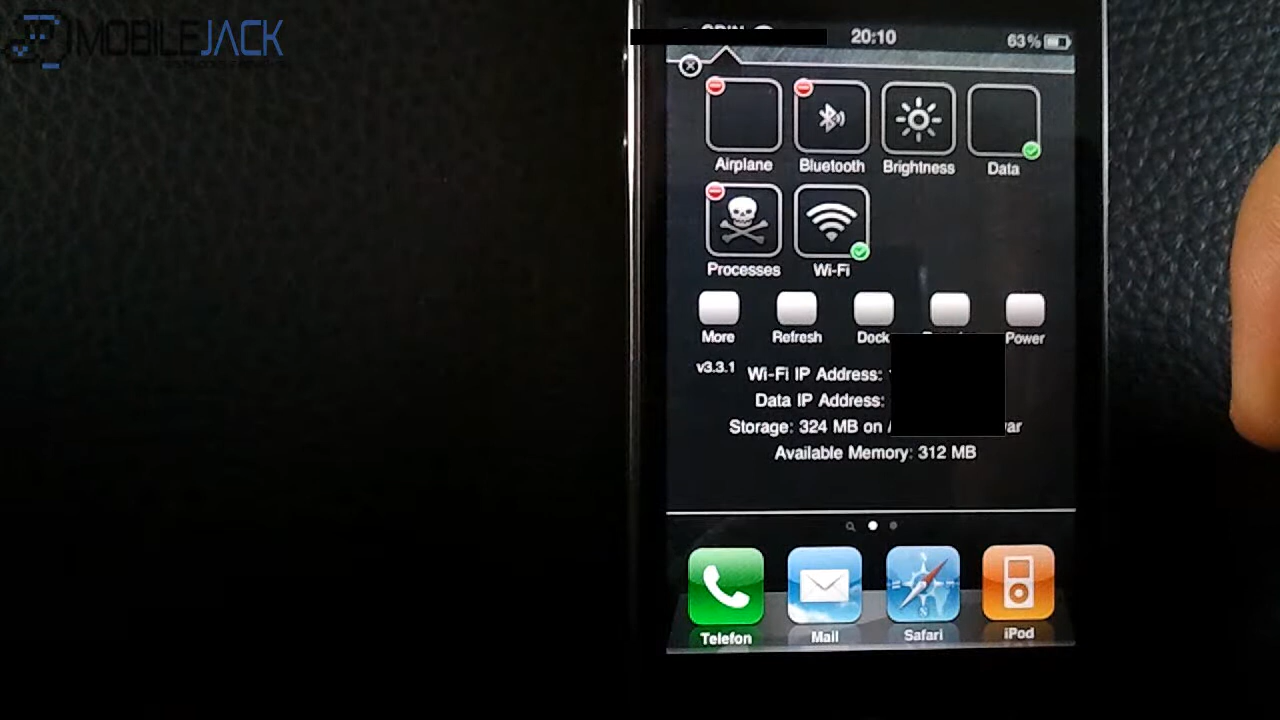 MOBILEJACK
20:10
63%
Airplane
Bluetooth
Brightness
Data
Processes
Wi-Fi
More
Refresh
Dock
Power
v3.3.1
Wi-Fi IP Address:
Data IP Address:
Storage: 324 MB on
Available Memory: 312 MB
Telefon
Mail
Safari
iPod